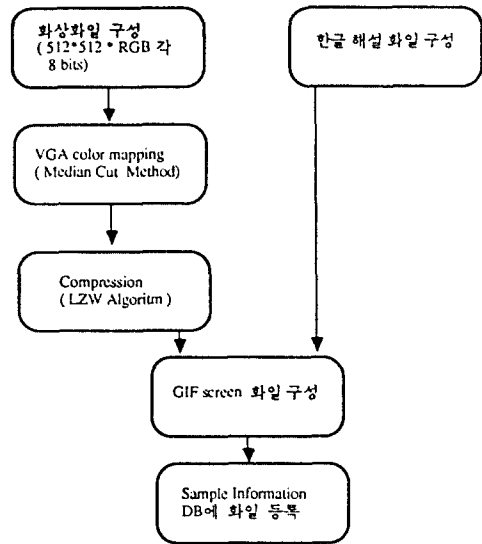 화상화일 구성
( 512*512 * RGB 각
8 bits)
한글 해설 화일 구성
VGA color mapping
( Median Cut Method)
Compression
( LZW Algoritm )
GIF screen 화일 구성
Sample Information
DB에 화일 등록